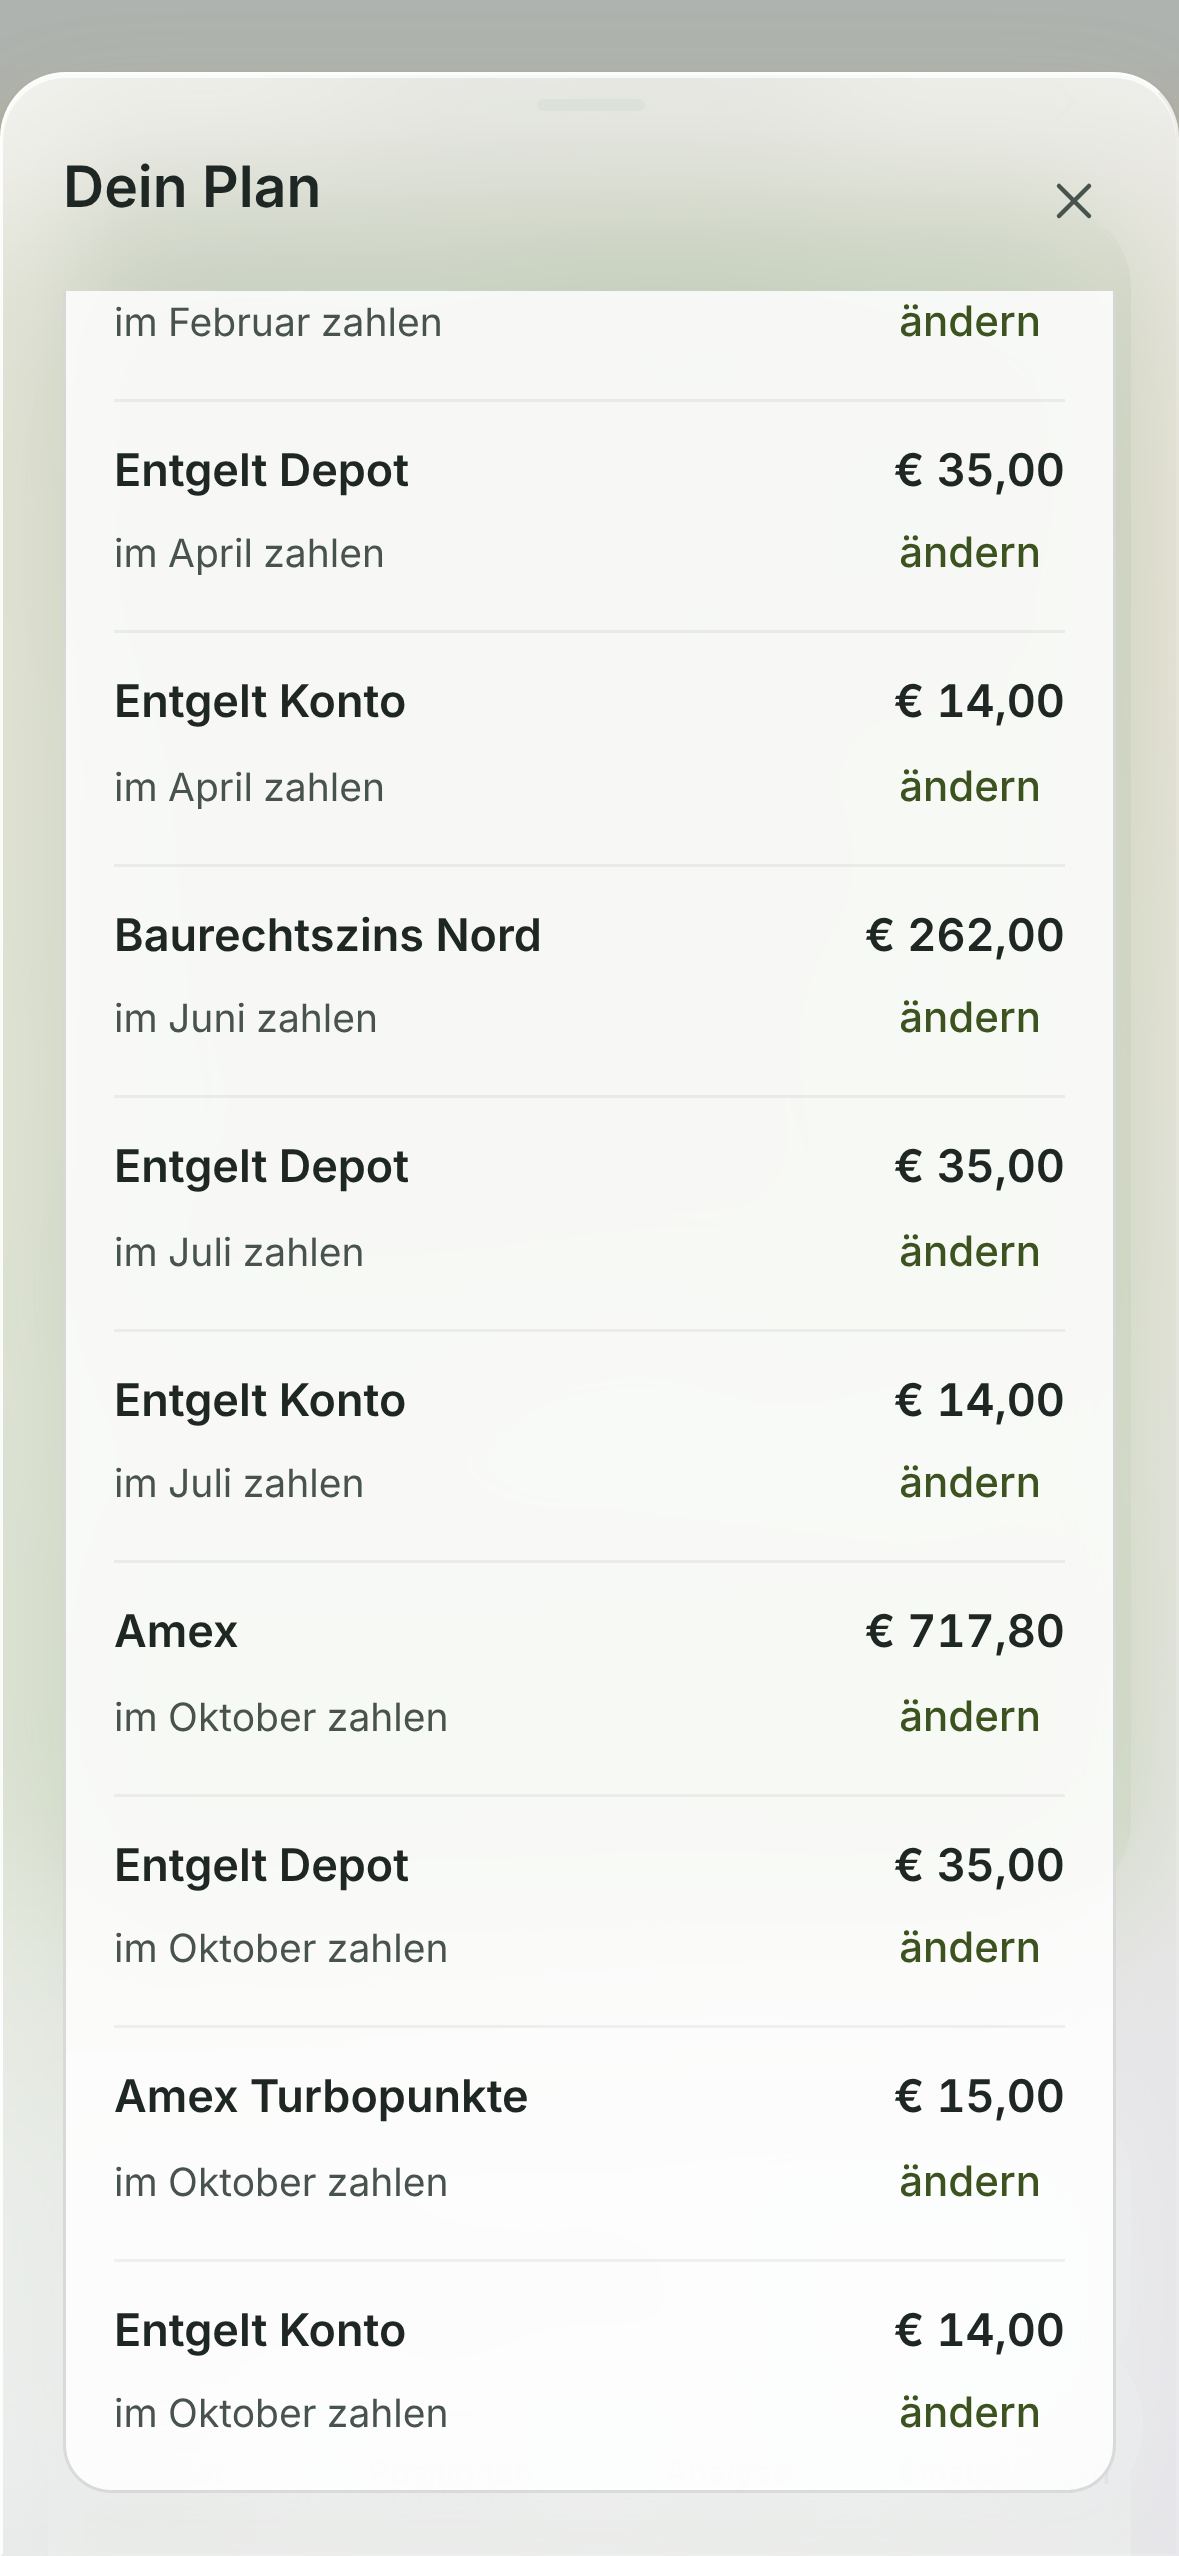 Dein Plan
im Februar zahlen ändern
Entgelt Depot € 35,00
im April zahlen ändern
Entgelt Konto € 14,00
im April zahlen ändern
Baurechtszins Nord € 262,00
im Juni zahlen ändern
Entgelt Depot € 35,00
im Juli zahlen ändern
Entgelt Konto € 14,00
im Juli zahlen ändern
Amex € 717,80
im Oktober zahlen ändern
Entgelt Depot € 35,00
im Oktober zahlen ändern
Amex Turbopunkte € 15,00
im Oktober zahlen ändern
Entgelt Konto € 14,00
im Oktober zahlen ändern